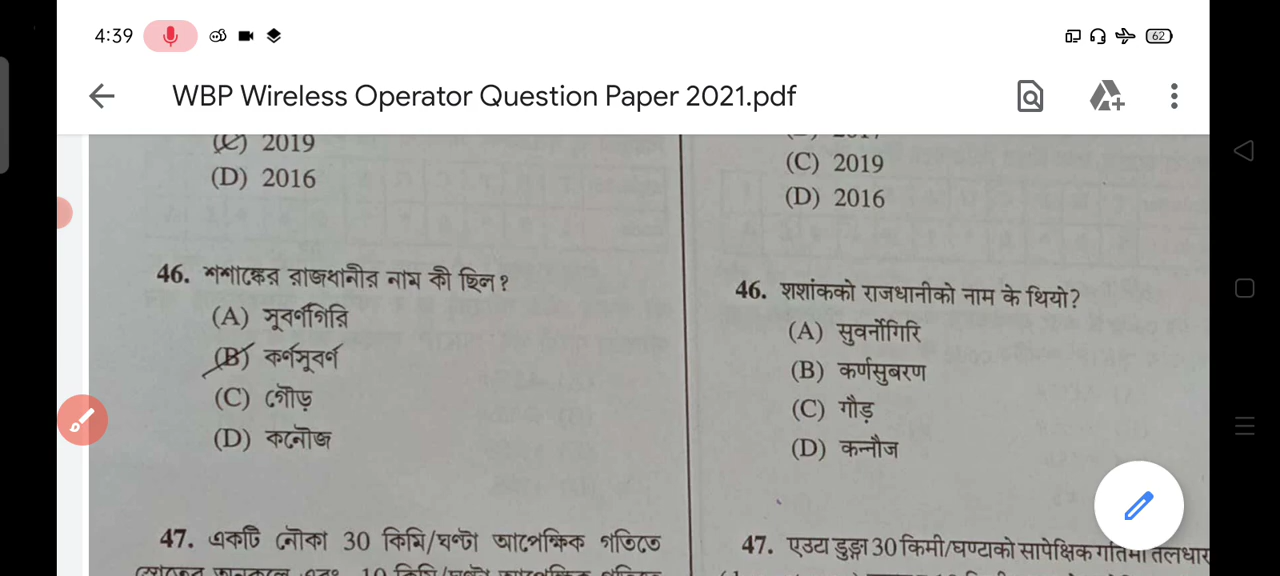 4:39
62
WBP Wireless Operator Question Paper 2021.pdf
(C) 2019
(D) 2016
46. শশাঙ্কের রাজধানীর নাম কী ছিল?
(A) সূবর্ণগিরি
(B) কর্ণসূবর্ণ
(C) গৌড়
(D) কনৌজ
47. একটি নৌকা 30 কিমি/ঘণ্টা আপেক্ষিক গতিতে
(C) 2019
(D) 2016
46. शशांकको राजधानीको नाम के थियो?
(A) सुवर्नोगिरि
(B) कर्णसुबरण
(C) गौड़
(D) कन्नौज
47. एउटा डुङ्गा 30 किमी/घण्टाको सापेक्षिक गतिमा तलधार